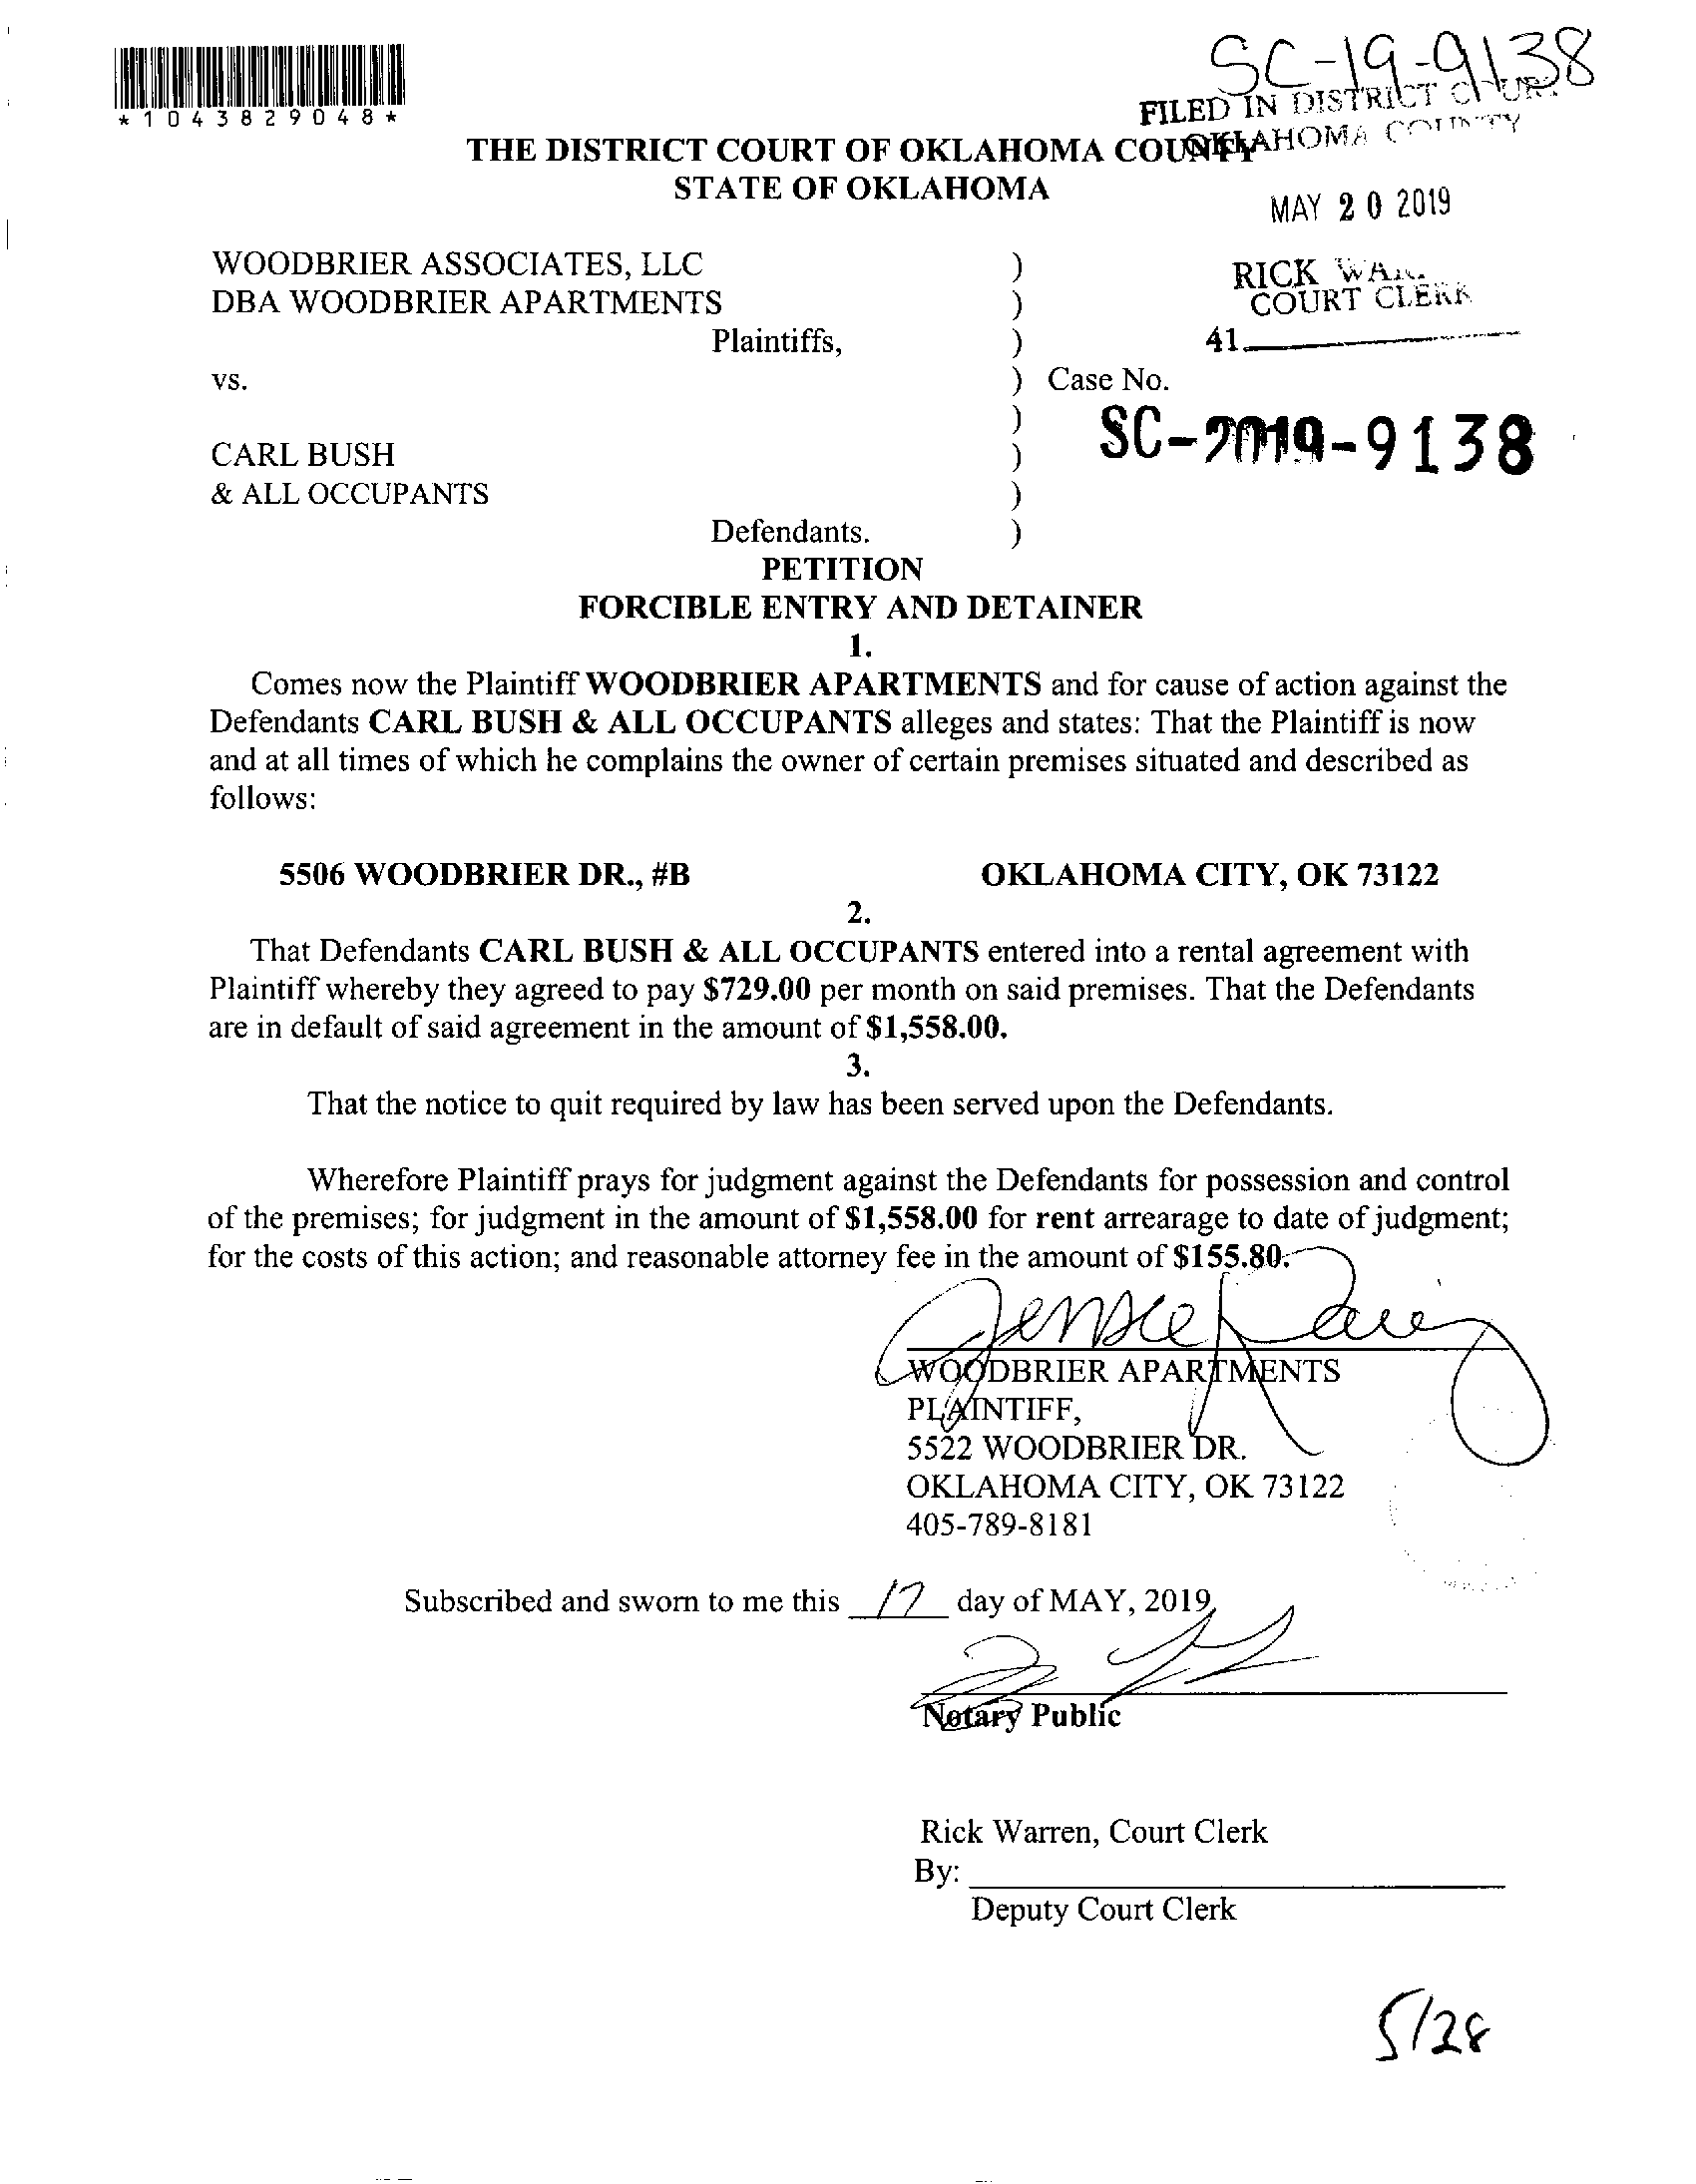 SC-19-9138
*1043829048*
FILED IN DISTRICT COURT
OKLAHOMA COUNTY
THE DISTRICT COURT OF OKLAHOMA COUNTY
STATE OF OKLAHOMA
MAY 20 2019
WOODBRIER ASSOCIATES, LLC )
DBA WOODBRIER APARTMENTS )
RICK
COURT CLERK
Plaintiffs, )
41
vs. ) Case No.
)
SC-2019-9138
CARL BUSH )
& ALL OCCUPANTS )
Defendants. )
PETITION
FORCIBLE ENTRY AND DETAINER
1.
Comes now the Plaintiff WOODBRIER APARTMENTS and for cause of action against the
Defendants CARL BUSH & ALL OCCUPANTS alleges and states: That the Plaintiff is now
and at all times of which he complains the owner of certain premises situated and described as
follows:
5506 WOODBRIER DR., #B OKLAHOMA CITY, OK 73122
2.
That Defendants CARL BUSH & ALL OCCUPANTS entered into a rental agreement with
Plaintiff whereby they agreed to pay $729.00 per month on said premises. That the Defendants
are in default of said agreement in the amount of $1,558.00.
3.
That the notice to quit required by law has been served upon the Defendants.
Wherefore Plaintiff prays for judgment against the Defendants for possession and control
of the premises; for judgment in the amount of $1,558.00 for rent arrearage to date of judgment;
for the costs of this action; and reasonable attorney fee in the amount of $155.80.
WOODBRIER APARTMENTS
PLAINTIFF,
5522 WOODBRIER DR.
OKLAHOMA CITY, OK 73122
405-789-8181
Subscribed and sworn to me this 17 day of MAY, 2019,
Notary Public
Rick Warren, Court Clerk
By:
Deputy Court Clerk
5/28